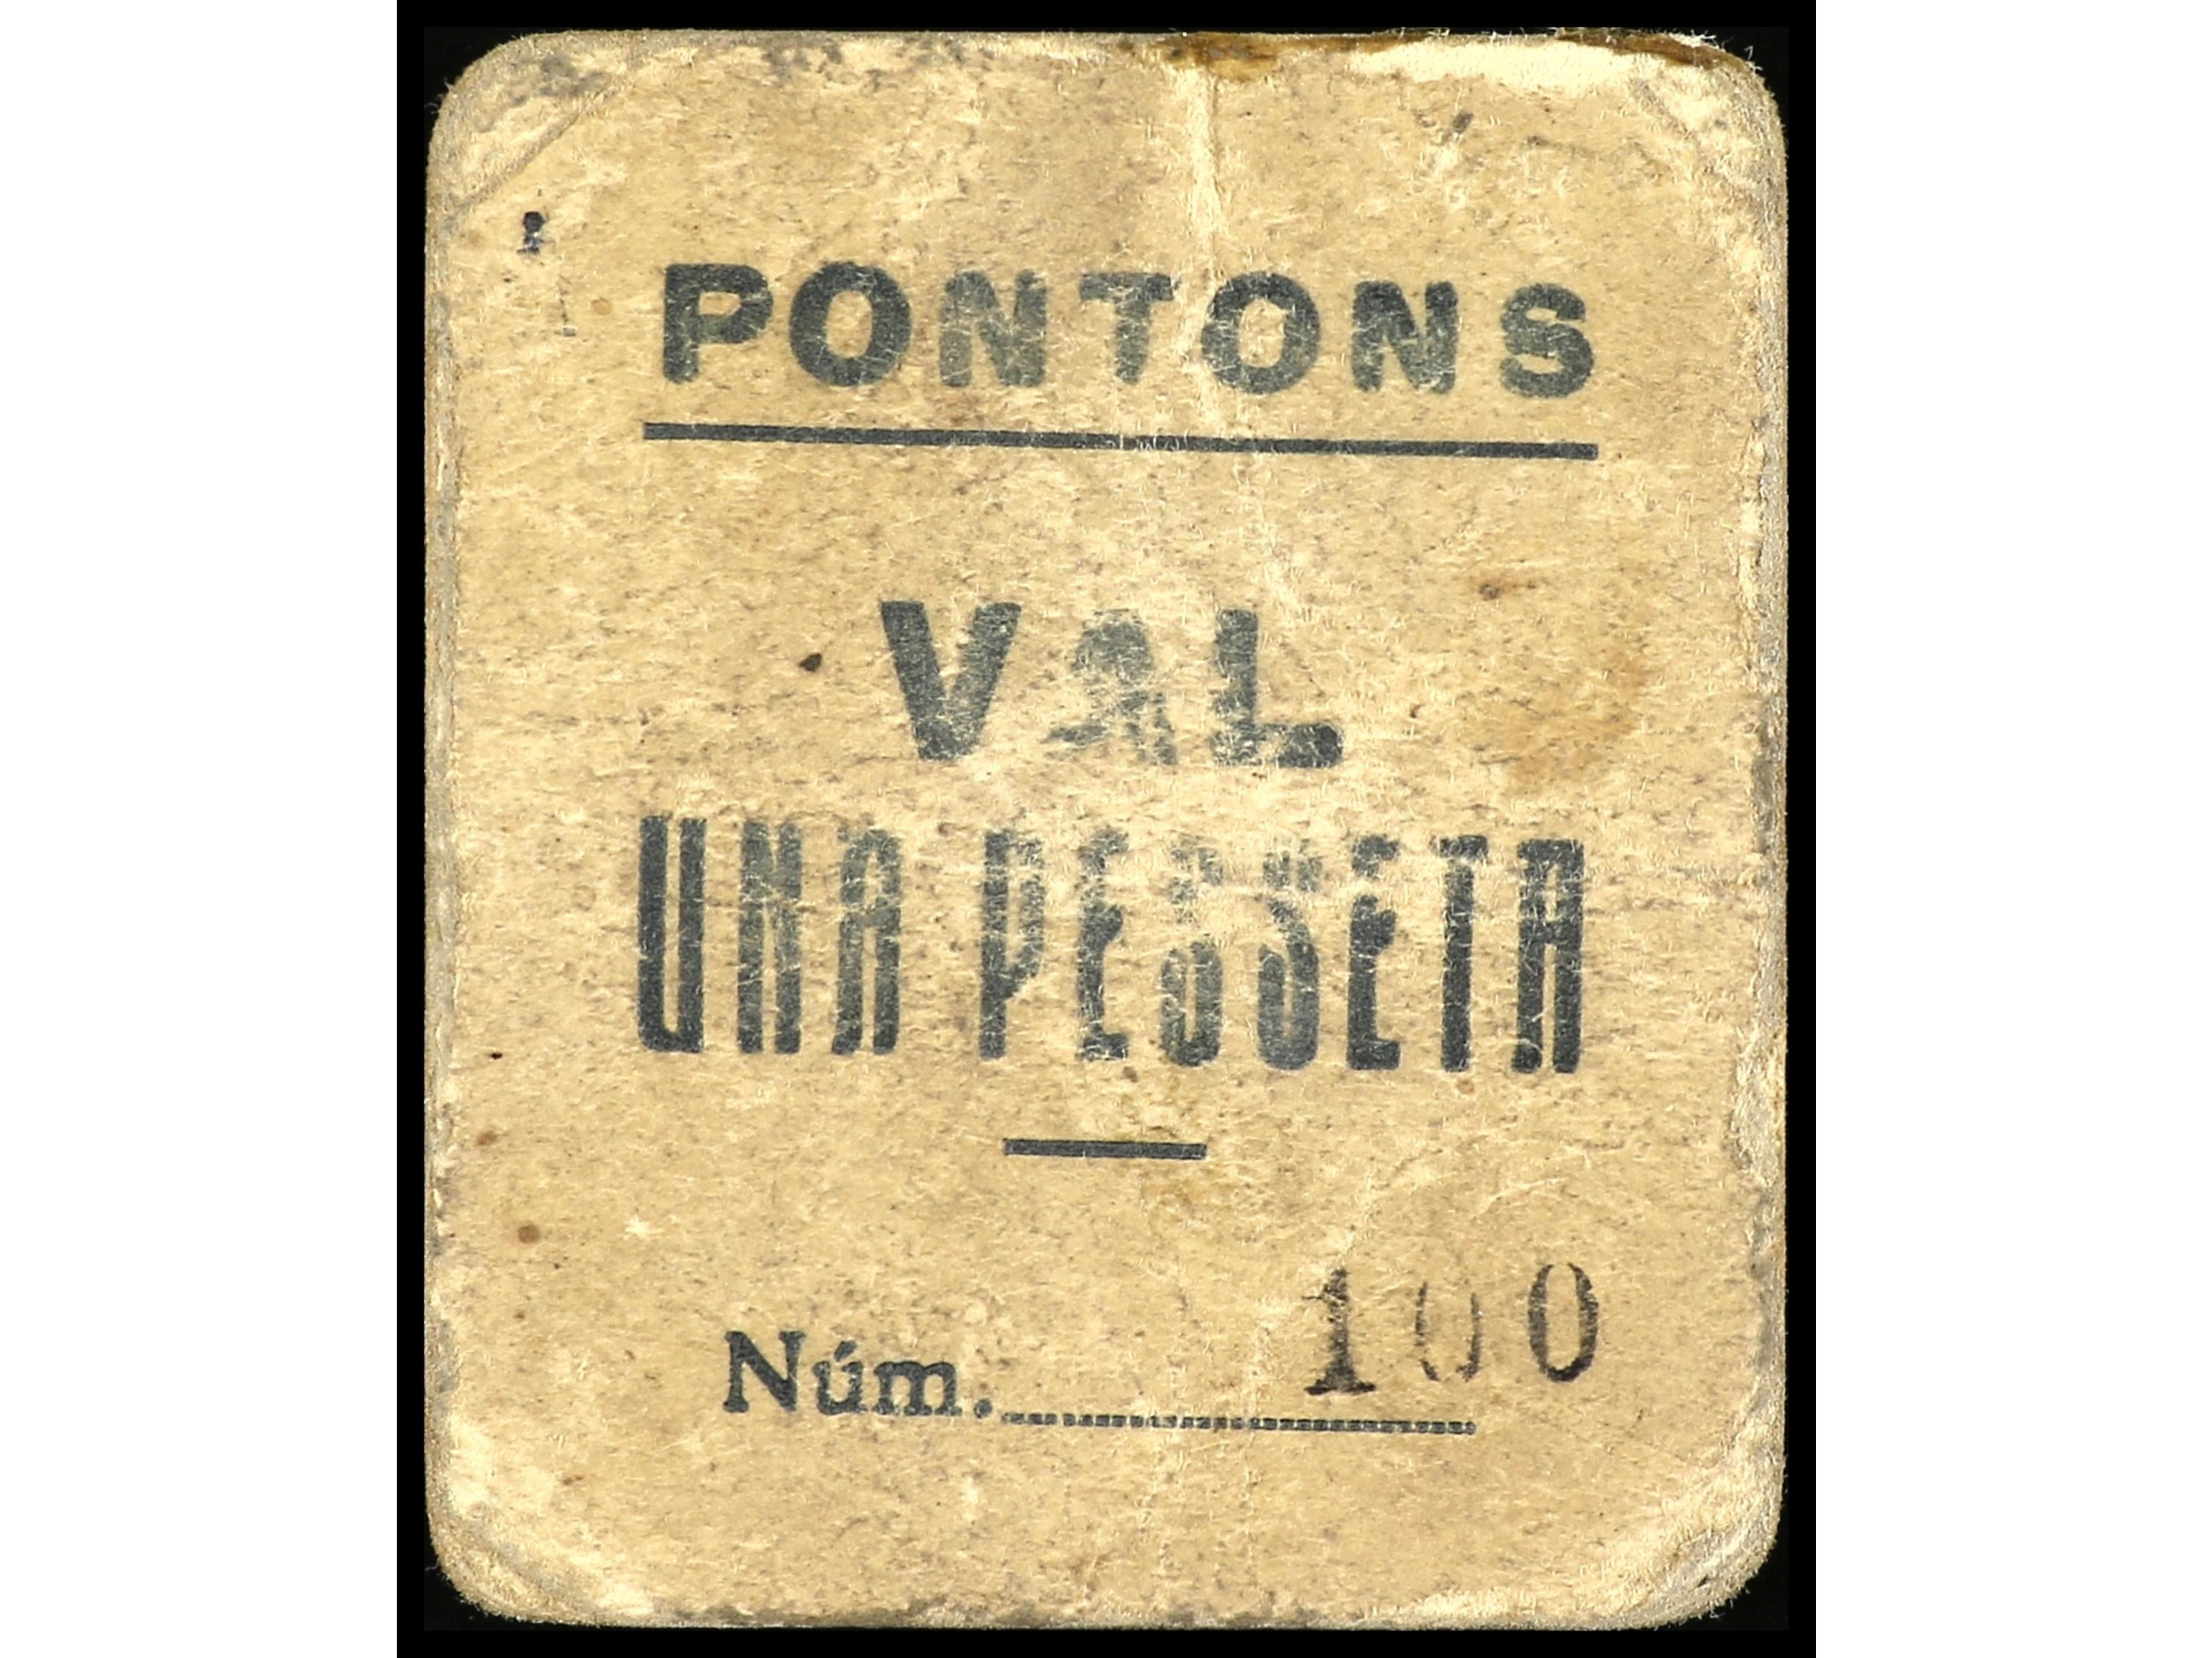 PONTONS
VAL
UNA PESSETA
Núm. 100